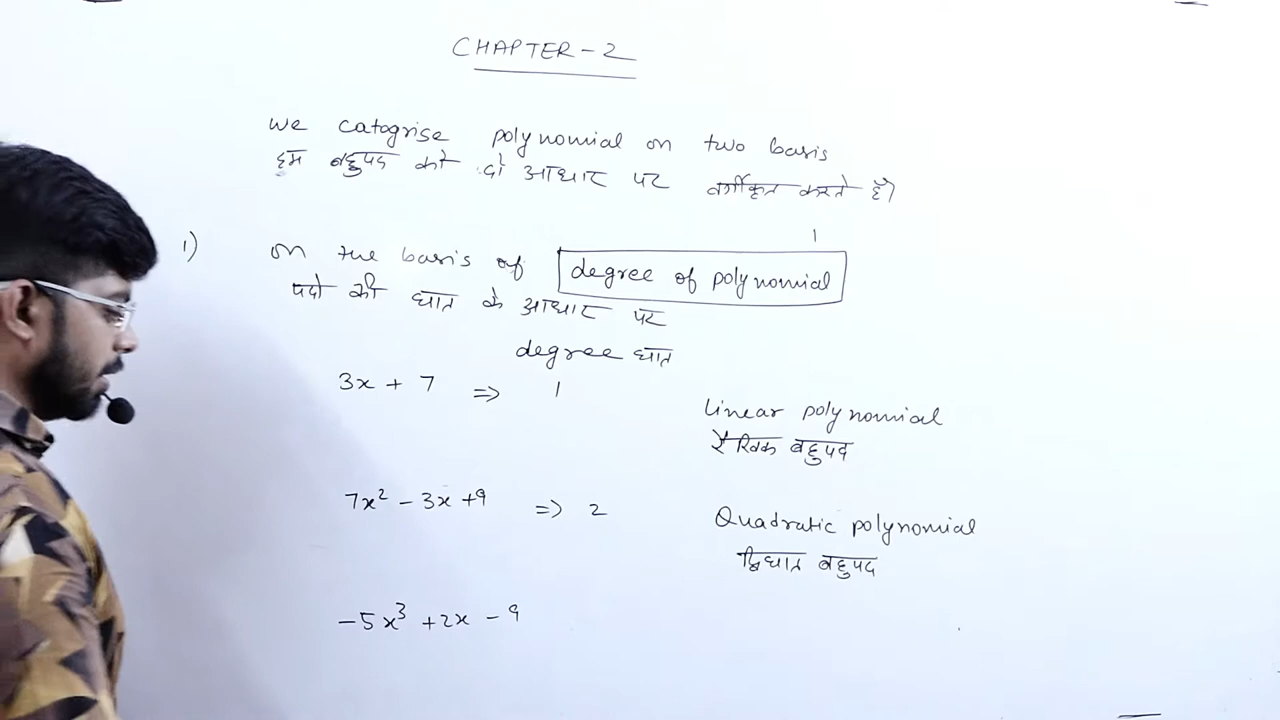 CHAPTER-2
we catogrise polynomial on two basis
हम बहुपद को दो आधार पर वर्गीकृत करते है
1
1) on the basis of degree of polynomial
पदो की घात के आधार पर
degree घात
3x + 7 => 1
Linear polynomial
रैखिक बहुपद
7x² - 3x +9 => 2
Quadratic polynomial
द्विघात बहुपद
-5x³ +2x - 9